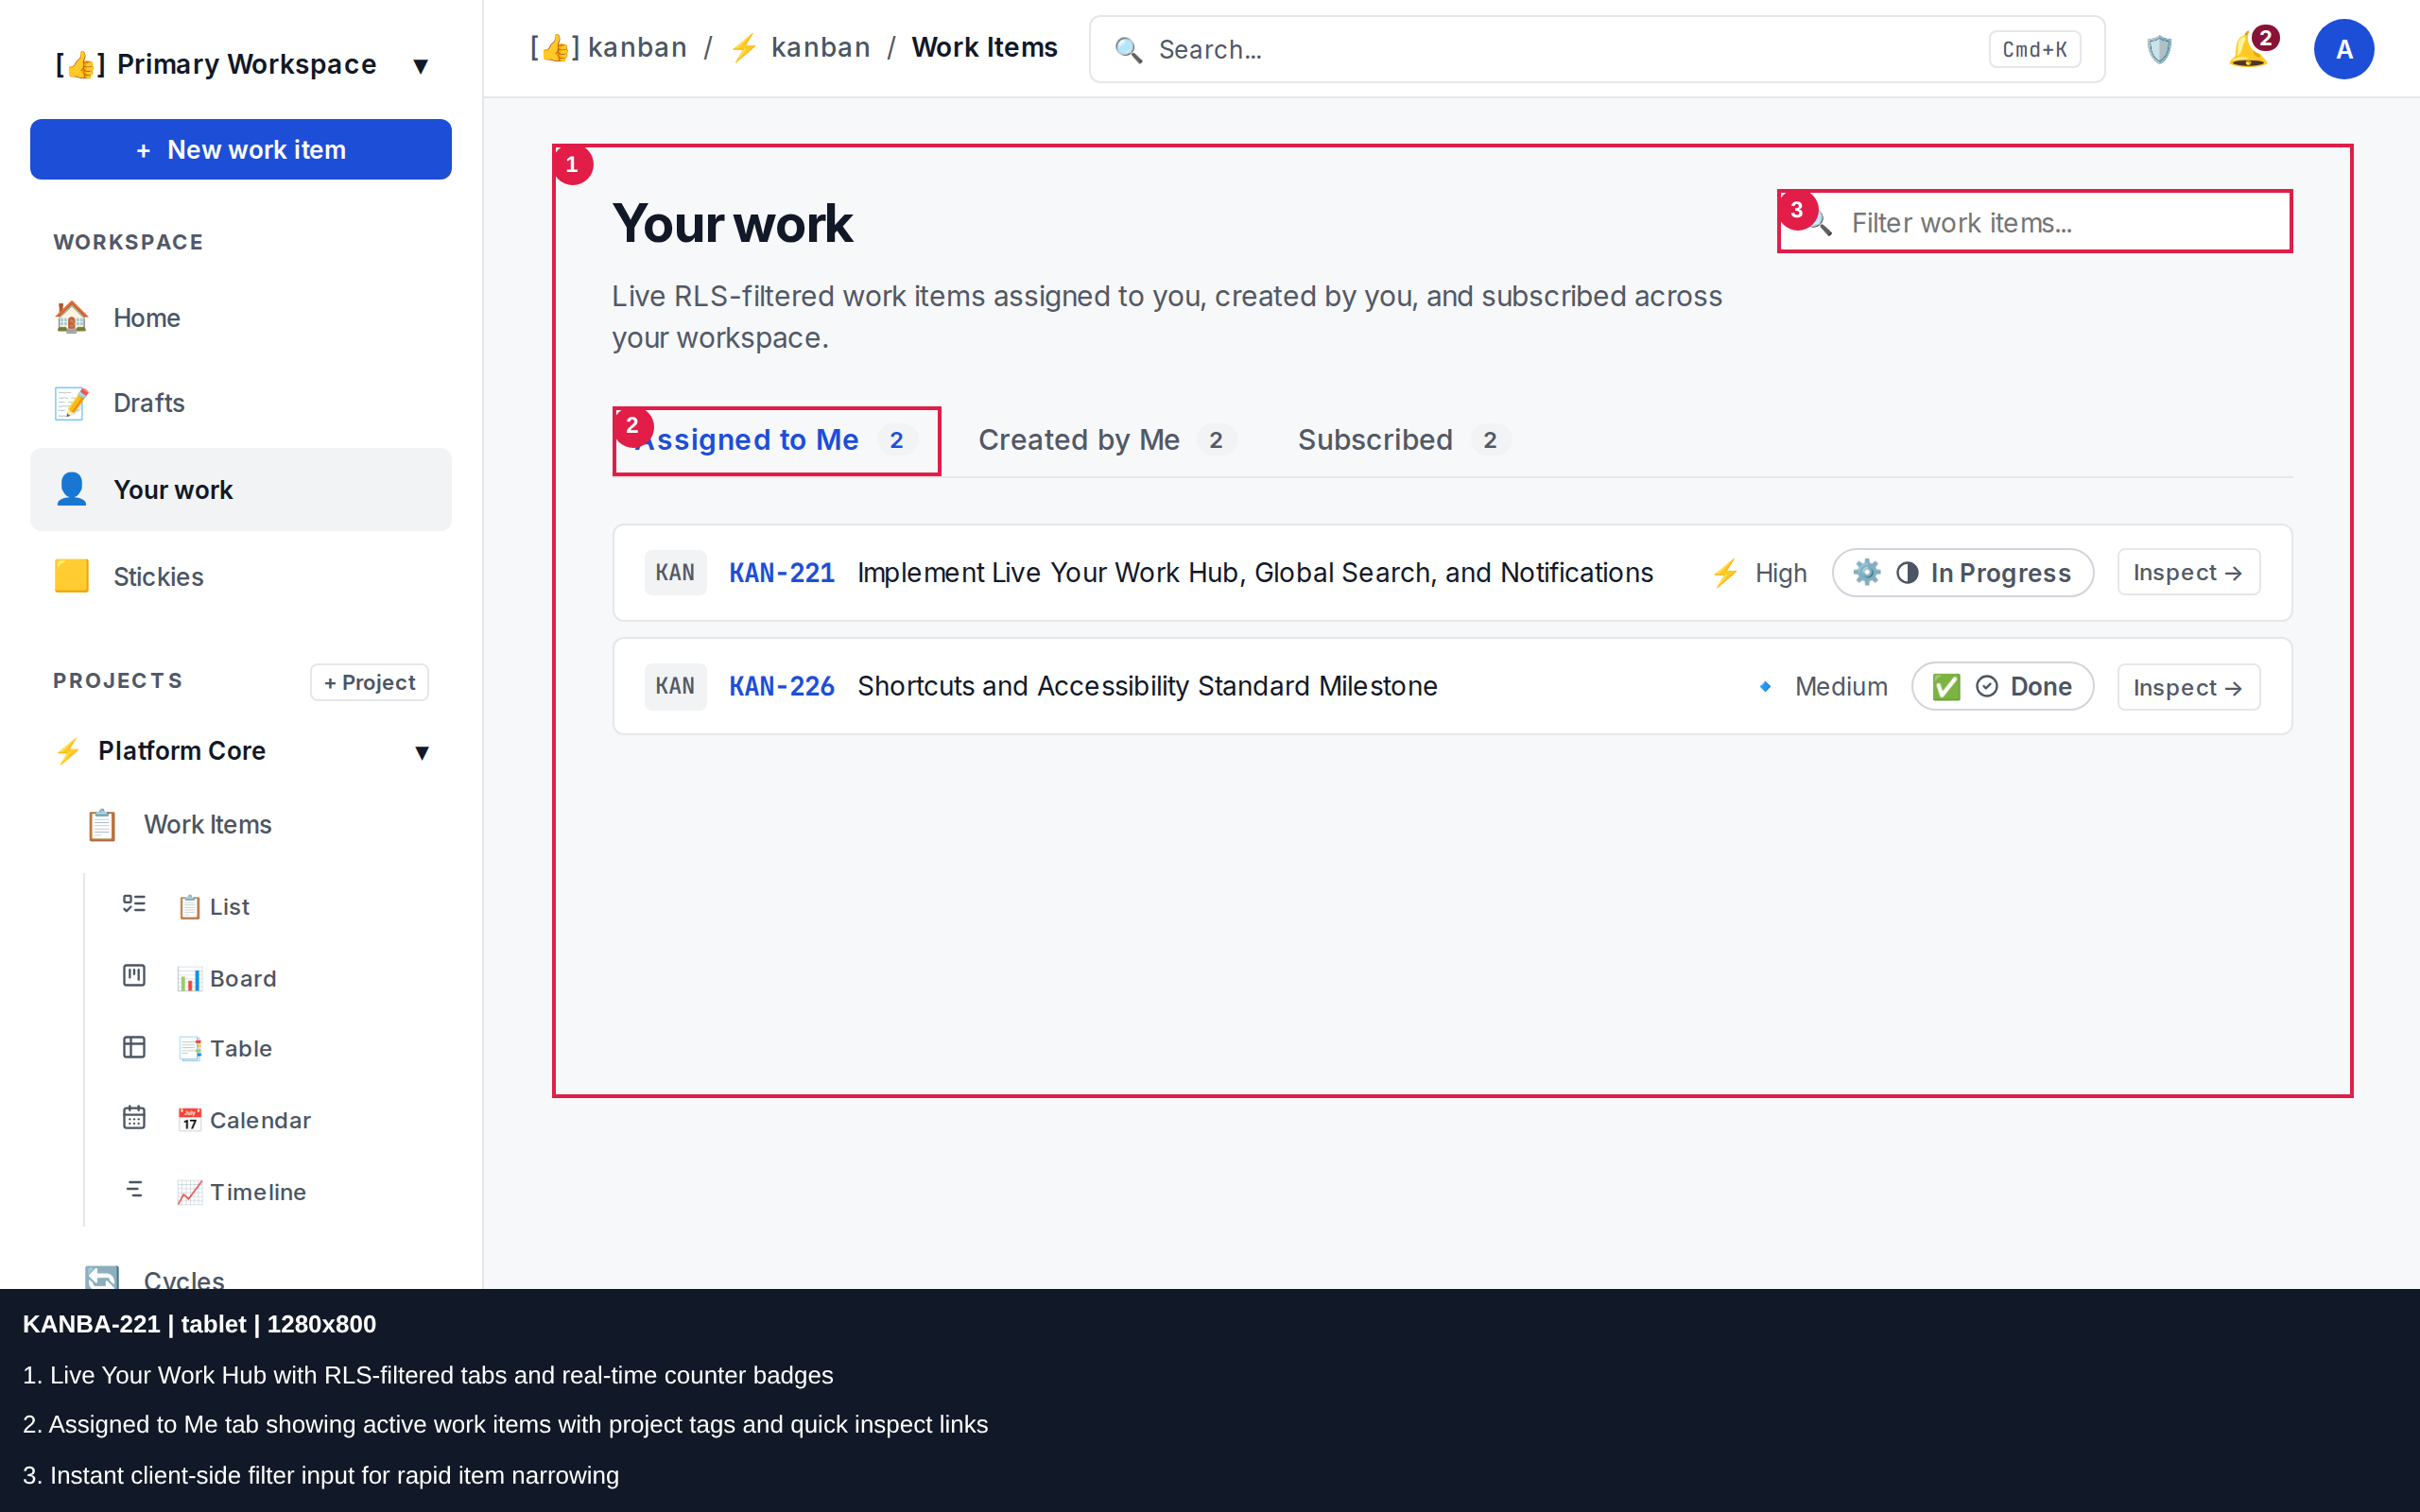 [👍] Primary Workspace ▼
+ New work item
WORKSPACE
🏠 Home
📝 Drafts
👤 Your work
🟨 Stickies
PROJECTS + Project
⚡ Platform Core ▼
📋 Work Items
📋 List
📊 Board
📑 Table
📅 Calendar
📈 Timeline
🔄 Cycles
[👍] kanban / ⚡ kanban / Work Items
🔍 Search... Cmd+K
🛡️ 🔔 2 A
1
Your work
3 🔍 Filter work items...
Live RLS-filtered work items assigned to you, created by you, and subscribed across
your workspace.
2 Assigned to Me 2 Created by Me 2 Subscribed 2
KAN KAN-221 Implement Live Your Work Hub, Global Search, and Notifications ⚡ High ⚙️ In Progress Inspect →
KAN KAN-226 Shortcuts and Accessibility Standard Milestone 🔹 Medium ✅ Done Inspect →
KANBA-221 | tablet | 1280x800
1. Live Your Work Hub with RLS-filtered tabs and real-time counter badges
2. Assigned to Me tab showing active work items with project tags and quick inspect links
3. Instant client-side filter input for rapid item narrowing